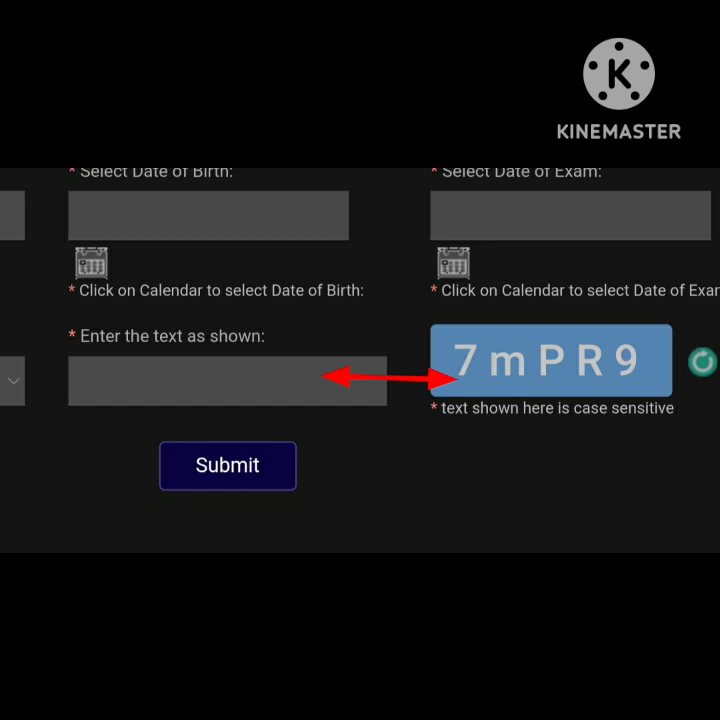 K
KINEMASTER
* Select Date of Birth:
* Select Date of Exam:
* Click on Calendar to select Date of Birth:
* Click on Calendar to select Date of Exam
* Enter the text as shown:
7 m P R 9
* text shown here is case sensitive
Submit